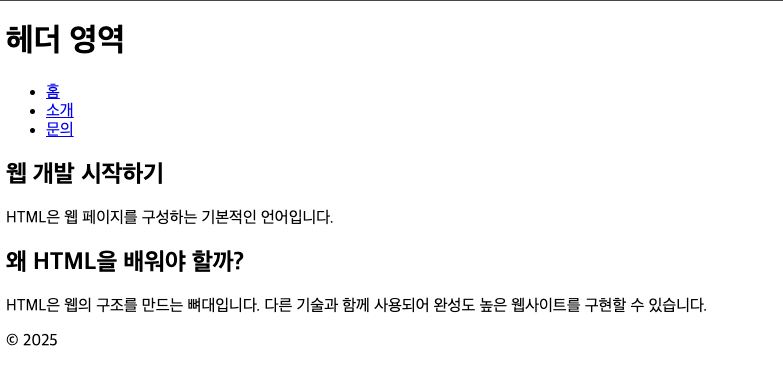 헤더 영역
홈
소개
문의
웹 개발 시작하기
HTML은 웹 페이지를 구성하는 기본적인 언어입니다.
왜 HTML을 배워야 할까?
HTML은 웹의 구조를 만드는 뼈대입니다. 다른 기술과 함께 사용되어 완성도 높은 웹사이트를 구현할 수 있습니다.
© 2025